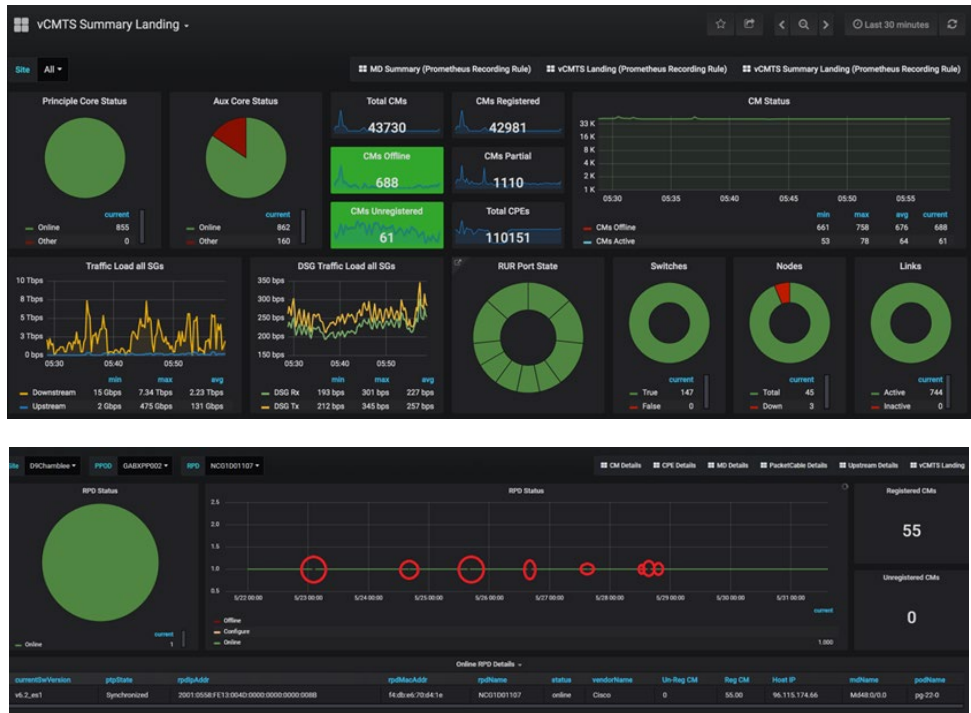 vCMTS Summary Landing
Last 30 minutes
Site All
MD Summary (Prometheus Recording Rule) vCMTS Landing (Prometheus Recording Rule) vCMTS Summary Landing (Prometheus Recording Rule)
Principle Core Status
current
Online 855
Other 0
Aux Core Status
current
Online 862
Other 160
Total CMs
43730
CMs Registered
42981
CMs Offline
688
CMs Partial
1110
CMs Unregistered
61
Total CPEs
110151
CM Status
33 K
16 K
8 K
4 K
2 K
1 K
05:30 05:35 05:40 05:45 05:50 05:55
min max avg current
CMs Offline 661 758 676 688
CMs Active 53 78 64 61
Traffic Load all SGs
10 Tbps
8 Tbps
5 Tbps
3 Tbps
0 bps
05:30 05:40 05:50
min max avg
Downstream 15 Gbps 7.34 Tbps 2.23 Tbps
Upstream 2 Gbps 475 Gbps 131 Gbps
DSG Traffic Load all SGs
350 bps
300 bps
250 bps
200 bps
150 bps
05:30 05:40 05:50
min max avg
DSG Rx 193 bps 301 bps 227 bps
DSG Tx 212 bps 345 bps 257 bps
RUR Port State
Switches
current
True 147
False 0
Nodes
current
Total 45
Down 3
Links
current
Active 744
Inactive 0
D9Chamblee PPOD GABXPP002 RPD NCG1D01107
CM Details CPE Details MD Details PacketCable Details Upstream Details vCMTS Landing
RPD Status
current
Online 1
RPD Status
2.5
2.0
1.5
1.0
0.5
5/22 00:00 5/23 00:00 5/24 00:00 5/25 00:00 5/26 00:00 5/27 00:00 5/28 00:00 5/29 00:00 5/30 00:00 5/31 00:00
current
Offline
Configure
Online 1.000
Registered CMs
55
Unregistered CMs
0
Online RPD Details
currentSwVersion ptpState rpdIpAddr rpdMacAddr rpdName status vendorName Un-Reg CM Reg CM Host IP mdName podName
v6.2_es1 Synchronized 2001:0558:FE13:004D:0000:0000:0000:008B f4:db:e6:70:d4:1e NCG1D01107 online Cisco 0 55.00 96.115.174.66 Md48:0/0.0 pg-22-0